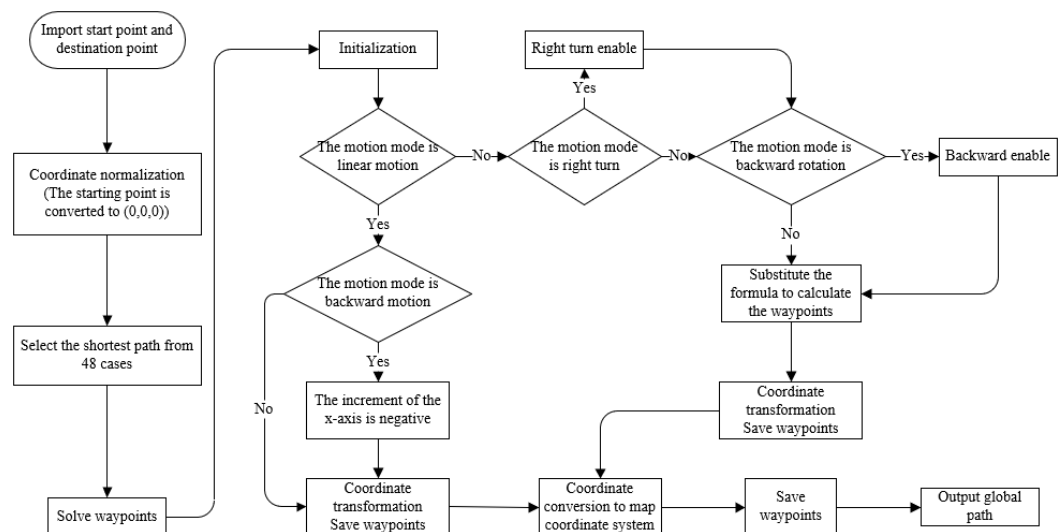 Import start point and
destination point
Coordinate normalization
(The starting point is
converted to (0,0,0))
Select the shortest path from
48 cases
Solve waypoints
Initialization
The motion mode is
linear motion
No
Yes
The motion mode is
backward motion
Yes
No
The increment of the
x-axis is negative
Coordinate
transformation
Save waypoints
Right turn enable
Yes
The motion mode
is right turn
No
The motion mode is
backward rotation
Yes
Backward enable
No
Substitute the
formula to calculate
the waypoints
Coordinate
transformation
Save waypoints
Coordinate
conversion to map
coordinate system
Save
waypoints
Output global
path